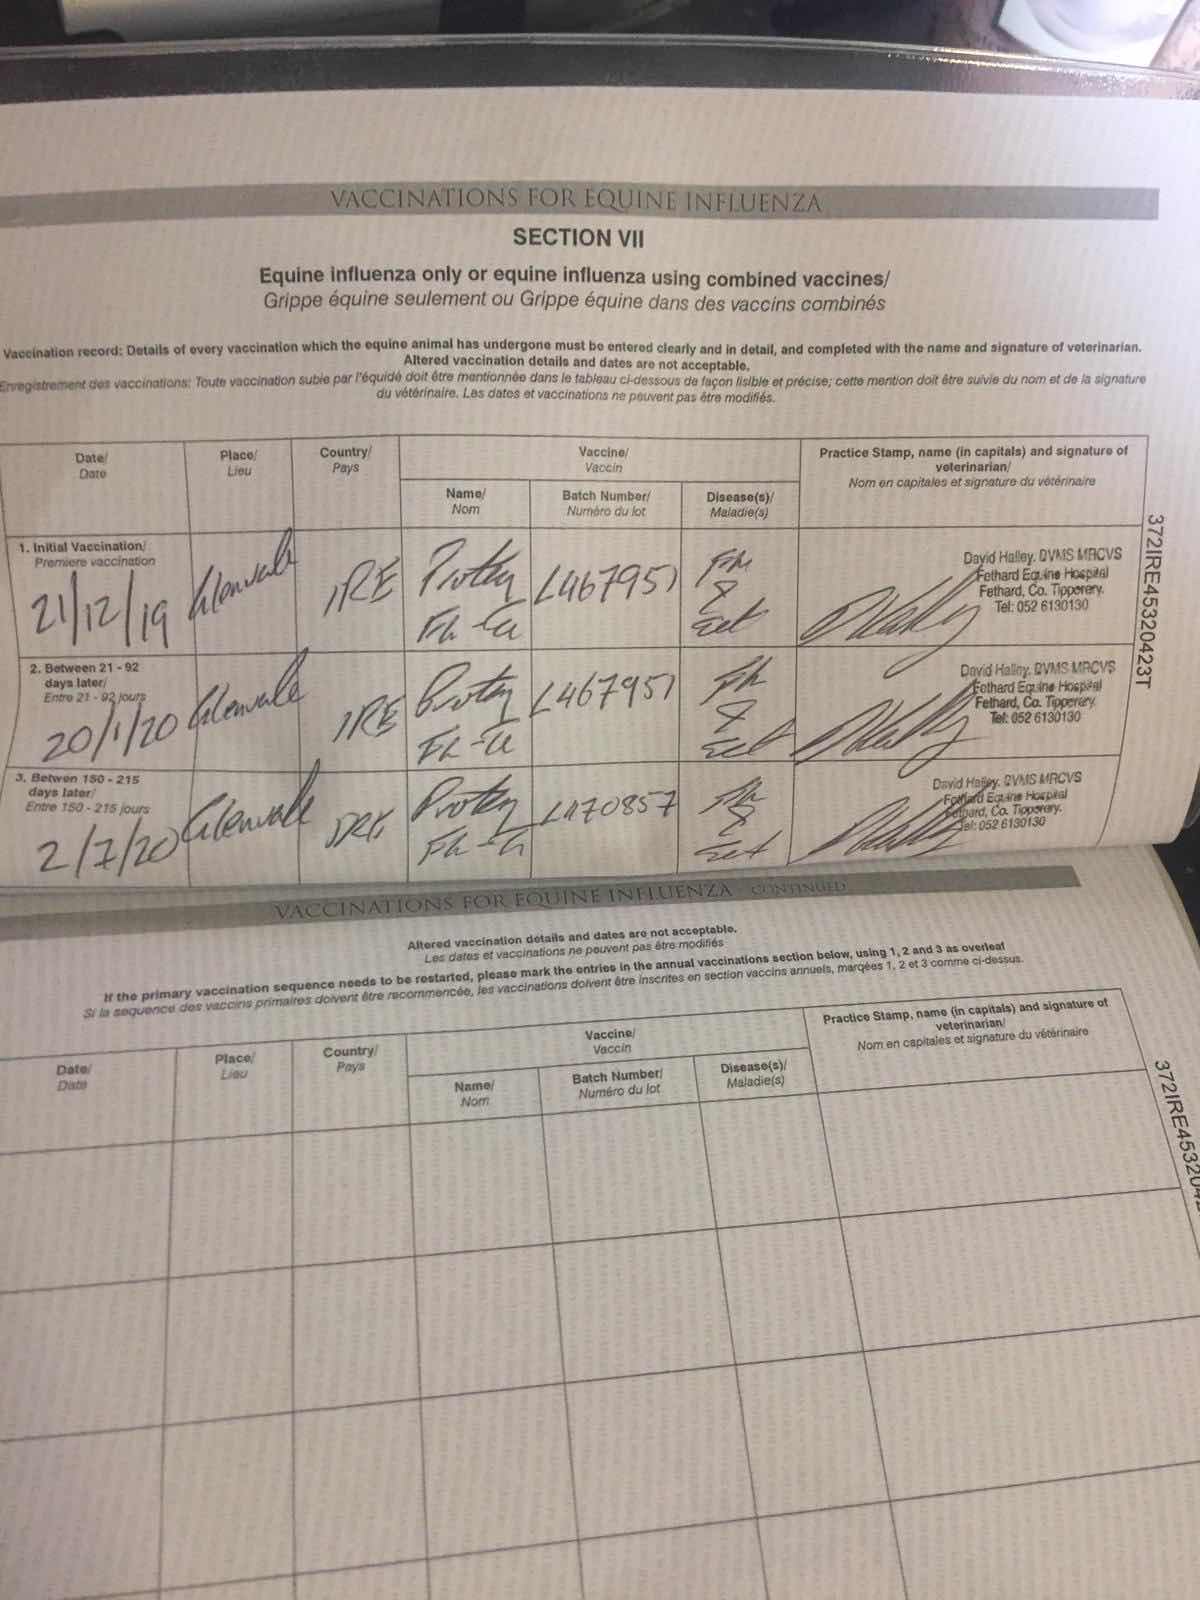 VACCINATIONS FOR EQUINE INFLUENZA
SECTION VII
Equine influenza only or equine influenza using combined vaccines/
Grippe équine seulement ou Grippe équine dans des vaccins combinés
Vaccination record: Details of every vaccination which the equine animal has undergone must be entered clearly and in detail, and completed with the name and signature of veterinarian.
Altered vaccination details and dates are not acceptable.
Enregistrement des vaccinations: Toute vaccination subie par l'équidé doit être mentionnée dans le tableau ci-dessous de façon lisible et précise; cette mention doit être suivie du nom et de la signature
du vétérinaire. Les dates et vaccinations ne peuvent pas être modifiés.
Date/
Date
Place/
Lieu
Country/
Pays
Vaccine/
Vaccin
Practice Stamp, name (in capitals) and signature of
veterinarian/
Nom en capitales et signature du vétérinaire
Name/
Nom
Batch Number/
Numéro du lot
Disease(s)/
Maladie(s)
1. Initial Vaccination/
Premiere vaccination
21/12/19
Glenvale
IRE
L467951
&
David Halley. DVMS MRCVS
Fethard Equine Hospital
Fethard, Co. Tipperary.
Tel: 052 6130130
2. Between 21 - 92
days later/
Entre 21 - 92 jours
20/1/20
Glenvale
IRE
L467951
&
David Halley. DVMS MRCVS
Fethard Equine Hospital
Fethard, Co. Tipperary.
Tel: 052 6130130
3. Betwen 150 - 215
days later/
Entre 150 - 215 jours
2/7/20
Glenvale
IRE
L470857
&
David Halley. DVMS MRCVS
Fethard Equine Hospital
Fethard, Co. Tipperary.
Tel: 052 6130130
372IRE45320423T
VACCINATIONS FOR EQUINE INFLUENZA - CONTINUED
Altered vaccination details and dates are not acceptable.
Les dates et vaccinations ne peuvent pas être modifiés
If the primary vaccination sequence needs to be restarted, please mark the entries in the annual vaccinations section below, using 1, 2 and 3 as overleaf
Si la sequence des vaccins primaires doivent être recommencée, les vaccinations doivent être inscrites en section vaccins annuels, marqées 1, 2 et 3 comme ci-dessus.
Date/
Date
Place/
Lieu
Country/
Pays
Vaccine/
Vaccin
Practice Stamp, name (in capitals) and signature of
veterinarian/
Nom en capitales et signature du vétérinaire
Name/
Nom
Batch Number/
Numéro du lot
Disease(s)/
Maladie(s)
372IRE453204